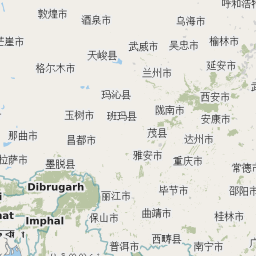 敦煌市
酒泉市
乌海市
呼和浩特
茫崖市
天峻县
武威市
吴忠市
榆林市
格尔木市
兰州市
延安市
玛沁县
西安市
玉树市
班玛县
陇南市
安康市
那曲市
昌都市
茂县
达州市
拉萨市
墨脱县
雅安市
重庆市
常德市
Dibrugarh
丽江市
毕节市
邵阳市
Imphal
保山市
曲靖市
桂林市
普洱市
西畴县
南宁市